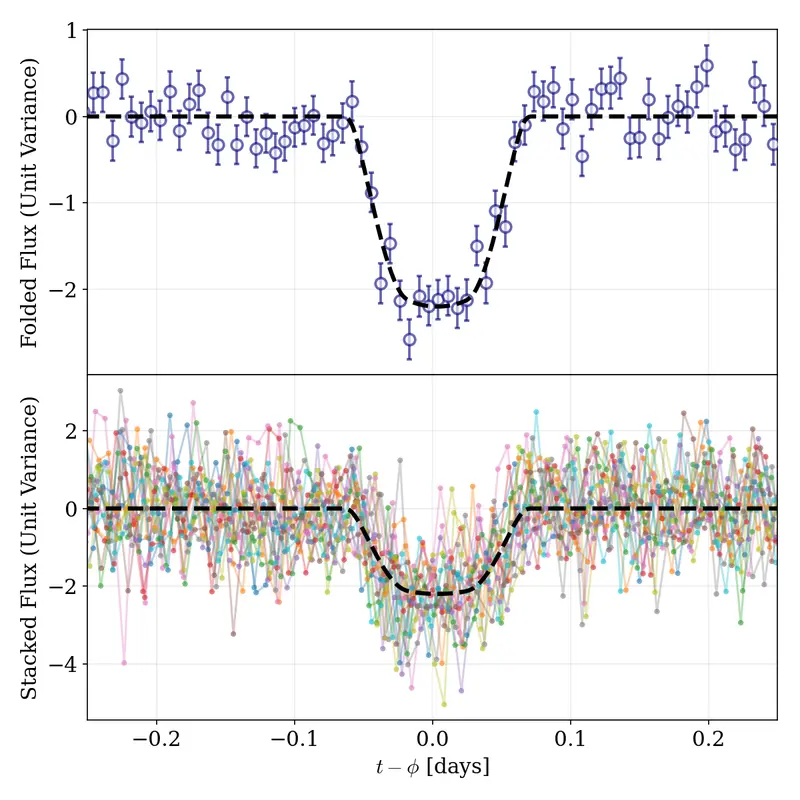 Folded Flux (Unit Variance)
1
0
−1
−2
Stacked Flux (Unit Variance)
2
0
−2
−4
−0.2 −0.1 0.0 0.1 0.2
t − ϕ [days]